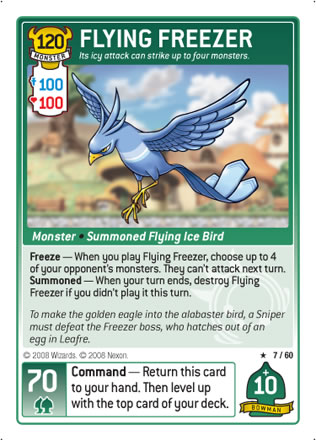 120
MONSTER
FLYING FREEZER
Its icy attack can strike up to four monsters.
100
100
Monster • Summoned Flying Ice Bird
Freeze — When you play Flying Freezer, choose up to 4
of your opponent's monsters. They can't attack next turn.
Summoned — When your turn ends, destroy Flying
Freezer if you didn't play it this turn.
To make the golden eagle into the alabaster bird, a Sniper
must defeat the Freezer boss, who hatches out of an
egg in Leafre.
© 2008 Wizards. © 2008 Nexon.
★ 7 / 60
70
Command — Return this card
to your hand. Then level up
with the top card of your deck.
+
10
BOWMAN